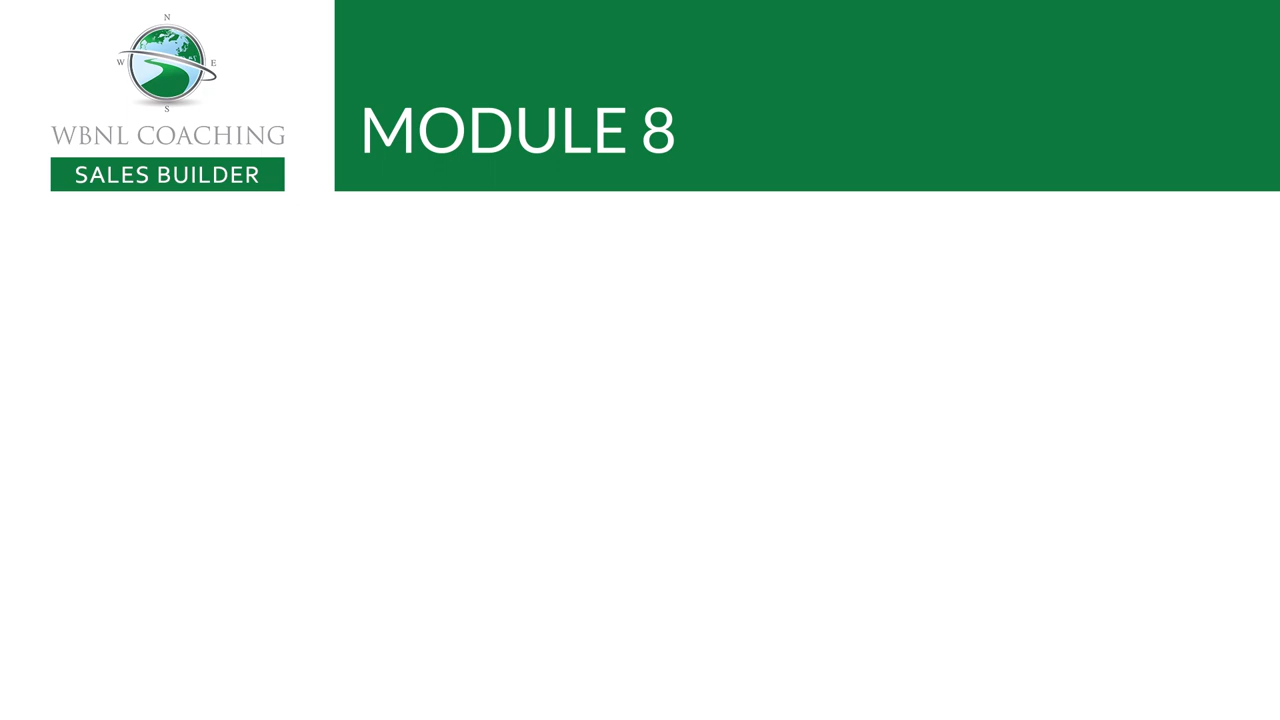 N
W E
S
WBNL COACHING
SALES BUILDER
MODULE 8